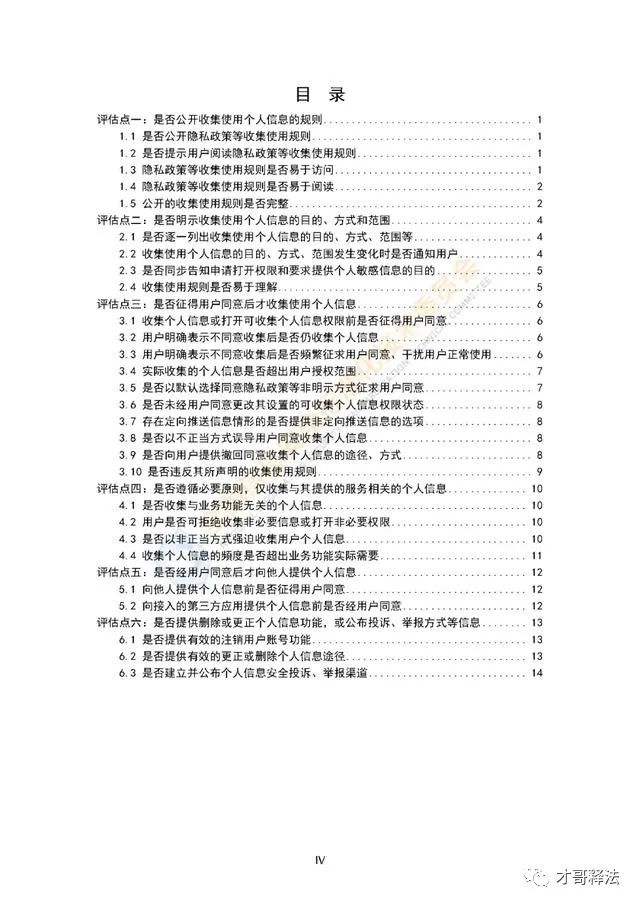 目 录
评估点一：是否公开收集使用个人信息的规则 1
1.1 是否公开隐私政策等收集使用规则 1
1.2 是否提示用户阅读隐私政策等收集使用规则 1
1.3 隐私政策等收集使用规则是否易于访问 1
1.4 隐私政策等收集使用规则是否易于阅读 2
1.5 公开的收集使用规则是否完整 2
评估点二：是否明示收集使用个人信息的目的、方式和范围 4
2.1 是否逐一列出收集使用个人信息的目的、方式、范围等 4
2.2 收集使用个人信息的目的、方式、范围发生变化时是否通知用户 4
2.3 是否同步告知申请打开权限和要求提供个人敏感信息的目的 5
2.4 收集使用规则是否易于理解 5
评估点三：是否征得用户同意后才收集使用个人信息 6
3.1 收集个人信息或打开可收集个人信息权限前是否征得用户同意 6
3.2 用户明确表示不同意收集后是否仍收集个人信息 6
3.3 用户明确表示不同意收集后是否频繁征求用户同意、干扰用户正常使用 6
3.4 实际收集的个人信息是否超出用户授权范围 7
3.5 是否以默认选择同意隐私政策等非明示方式征求用户同意 7
3.6 是否未经用户同意更改其设置的可收集个人信息权限状态 8
3.7 存在定向推送信息情形的是否提供非定向推送信息的选项 8
3.8 是否以不正当方式误导用户同意收集个人信息 8
3.9 是否向用户提供撤回同意收集个人信息的途径、方式 8
3.10 是否违反其所声明的收集使用规则 9
评估点四：是否遵循必要原则，仅收集与其提供的服务相关的个人信息 10
4.1 是否收集与业务功能无关的个人信息 10
4.2 用户是否可拒绝收集非必要信息或打开非必要权限 10
4.3 是否以非正当方式强迫收集用户个人信息 10
4.4 收集个人信息的频度是否超出业务功能实际需要 11
评估点五：是否经用户同意后才向他人提供个人信息 12
5.1 向他人提供个人信息前是否征得用户同意 12
5.2 向接入的第三方应用提供个人信息前是否经用户同意 12
评估点六：是否提供删除或更正个人信息功能，或公布投诉、举报方式等信息 13
6.1 是否提供有效的注销用户账号功能 13
6.2 是否提供有效的更正或删除个人信息途径 13
6.3 是否建立并公布个人信息安全投诉、举报渠道 14
IV
才哥释法